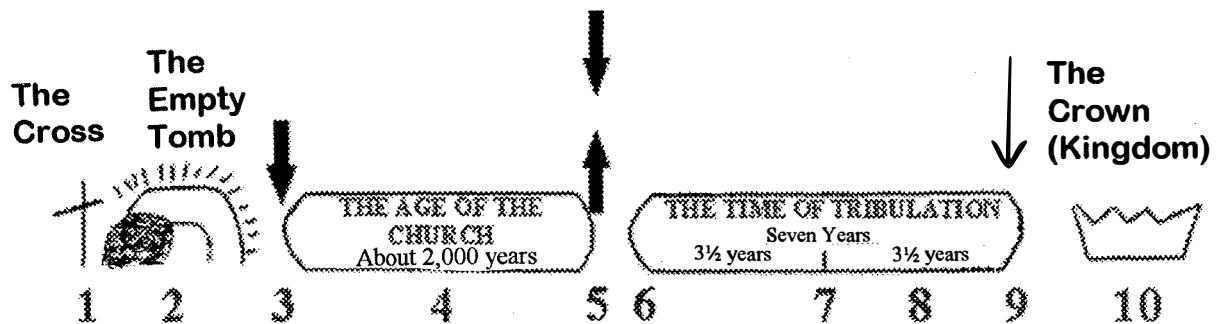 The
Cross
The
Empty
Tomb
The
Crown
(Kingdom)
THE AGE OF THE
CHURCH
About 2,000 years
THE TIME OF TRIBULATION
Seven Years
3½ years 3½ years
1 2 3 4 5 6 7 8 9 10